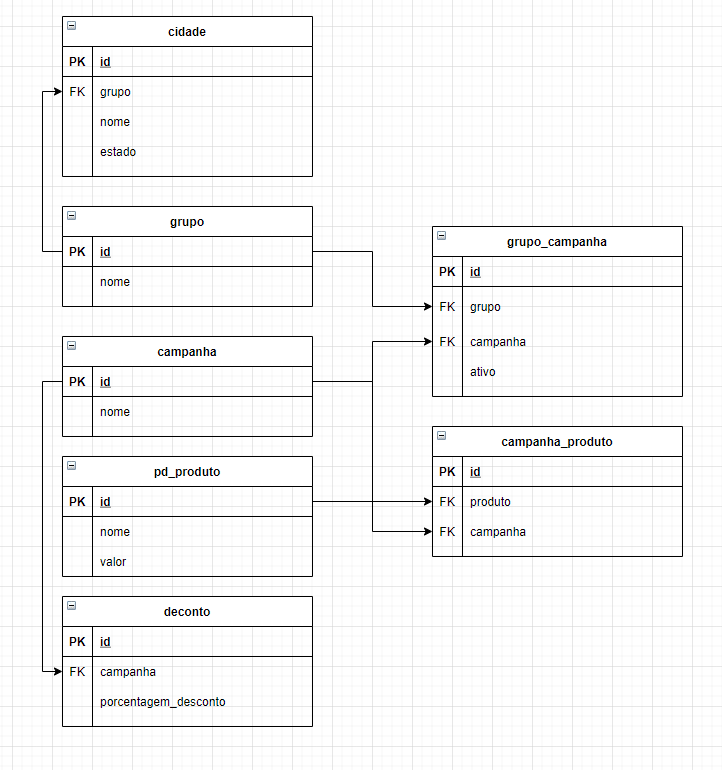 cidade
PK id
FK grupo
nome
estado
grupo
PK id
nome
campanha
PK id
nome
pd_produto
PK id
nome
valor
deconto
PK id
FK campanha
porcentagem_desconto
grupo_campanha
PK id
FK grupo
FK campanha
ativo
campanha_produto
PK id
FK produto
FK campanha